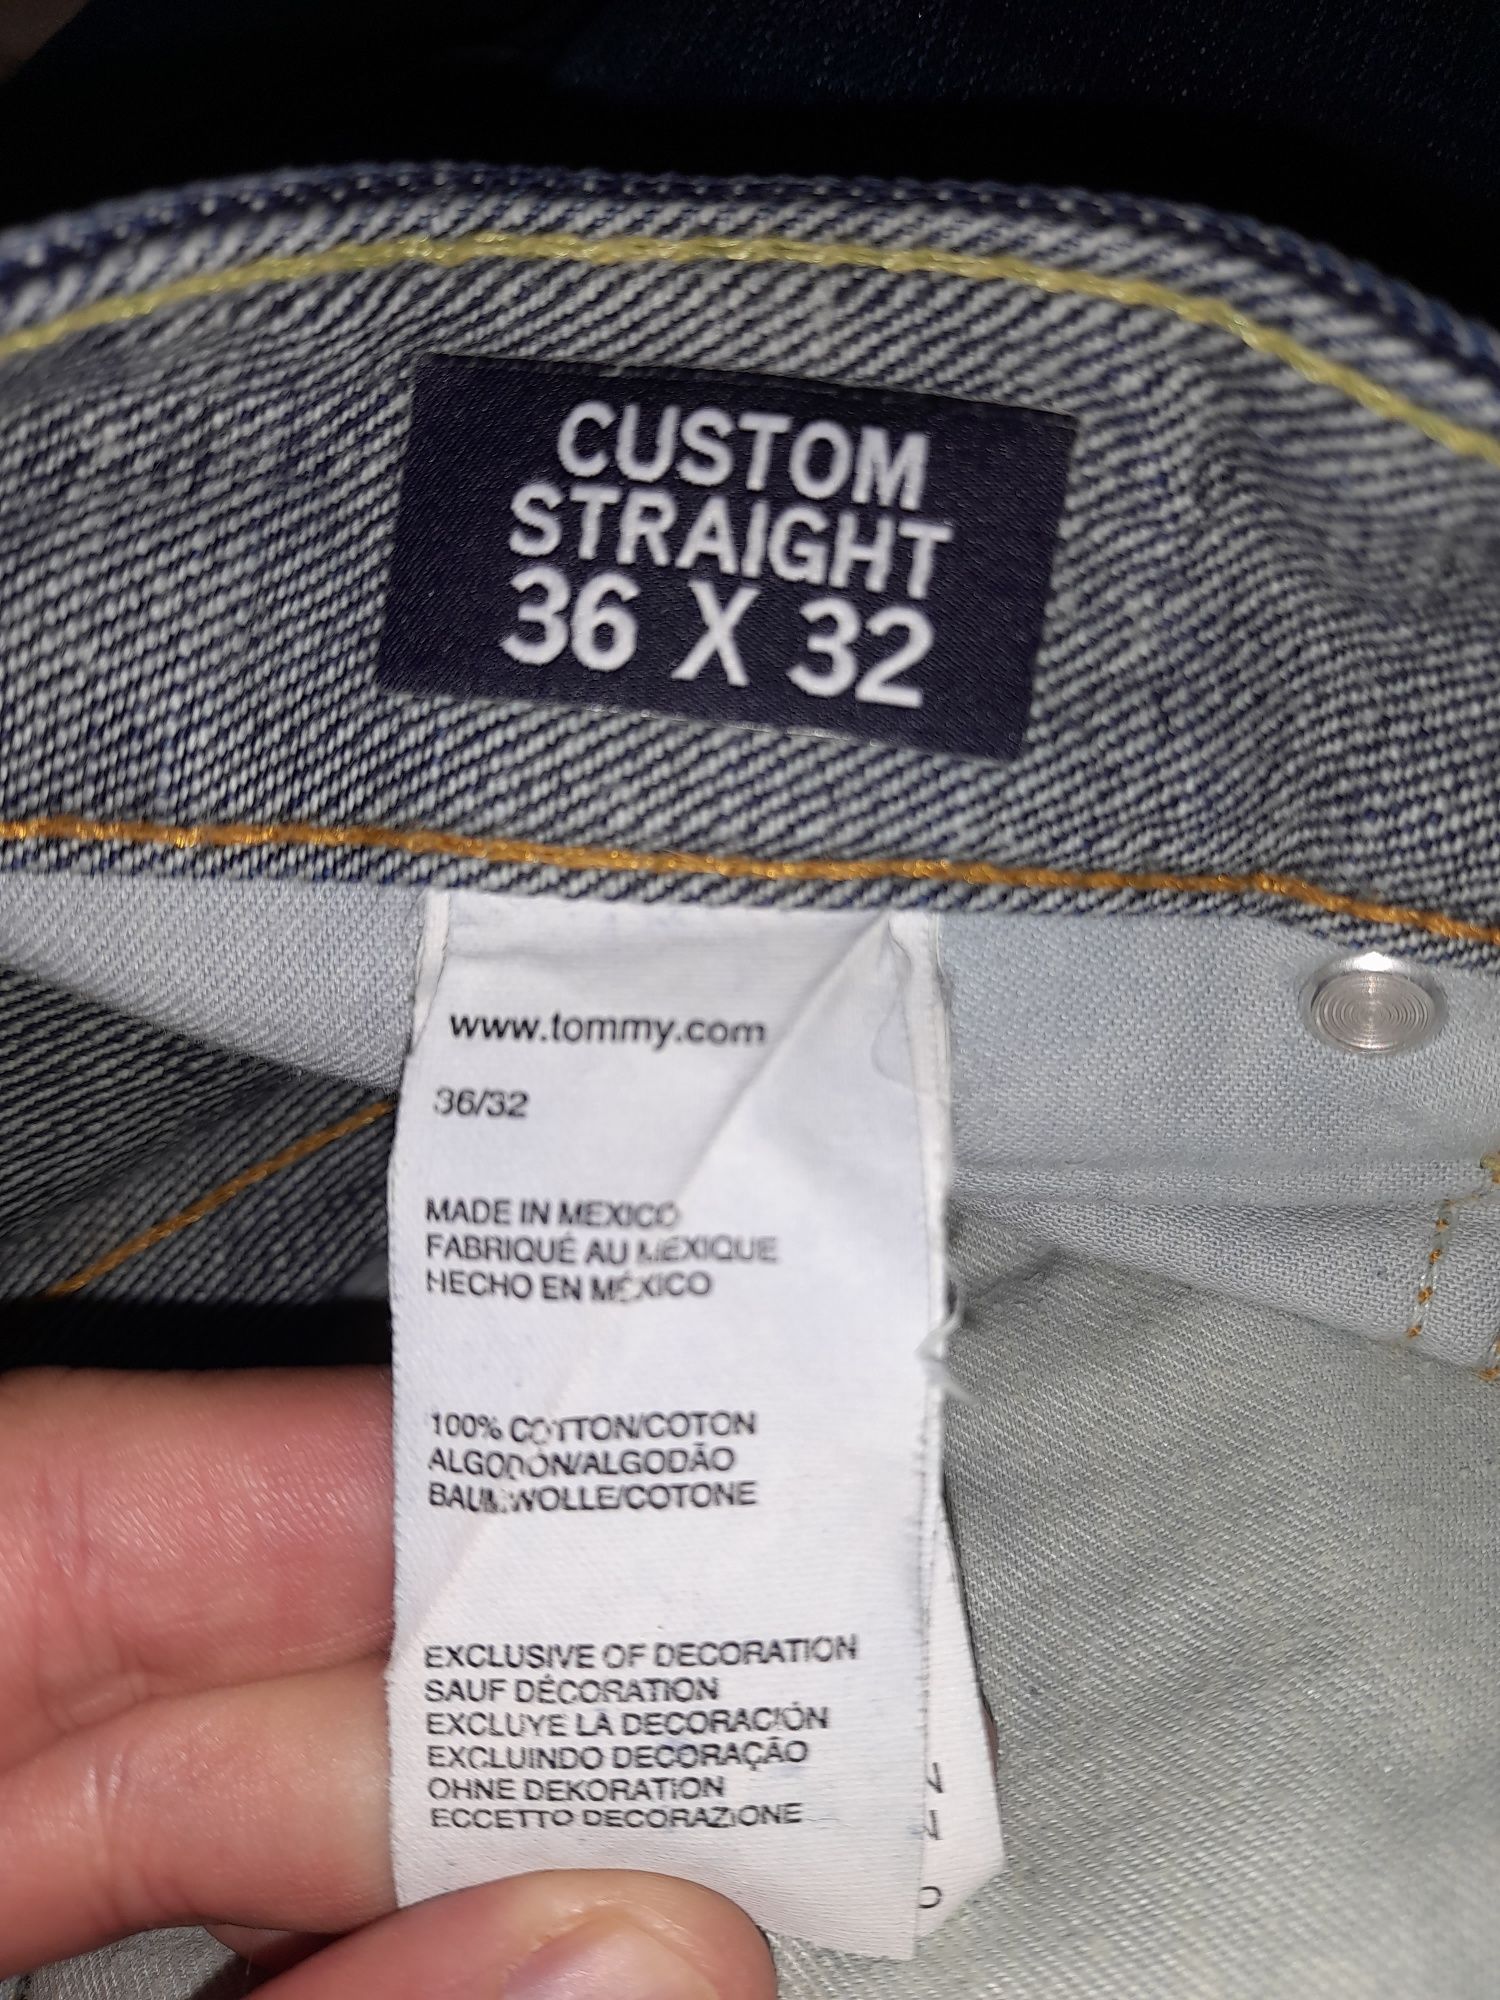 CUSTOM
STRAIGHT
36 X 32
www.tommy.com
36/32
MADE IN MEXICO
FABRIQUÉ AU MEXIQUE
HECHO EN MÉXICO
100% COTTON/COTON
ALGODÓN/ALGODÃO
BAUMWOLLE/COTONE
EXCLUSIVE OF DECORATION
SAUF DÉCORATION
EXCLUYE LA DECORACIÓN
EXCLUINDO DECORAÇÃO
OHNE DEKORATION
ECCETTO DECORAZIONE